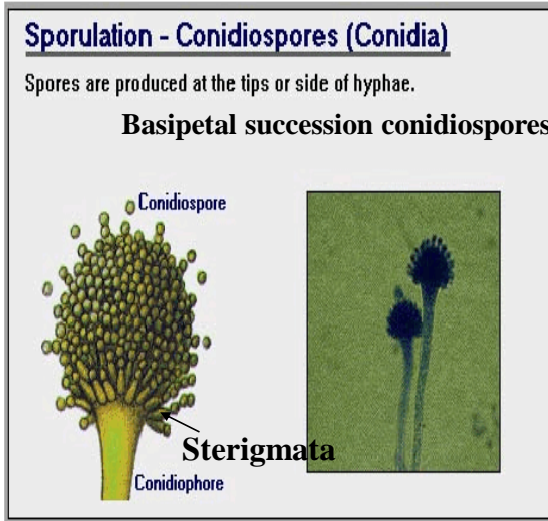 Sporulation - Conidiospores (Conidia)
Spores are produced at the tips or side of hyphae.
Basipetal succession conidiospores
Conidiospore
Sterigmata
Conidiophore